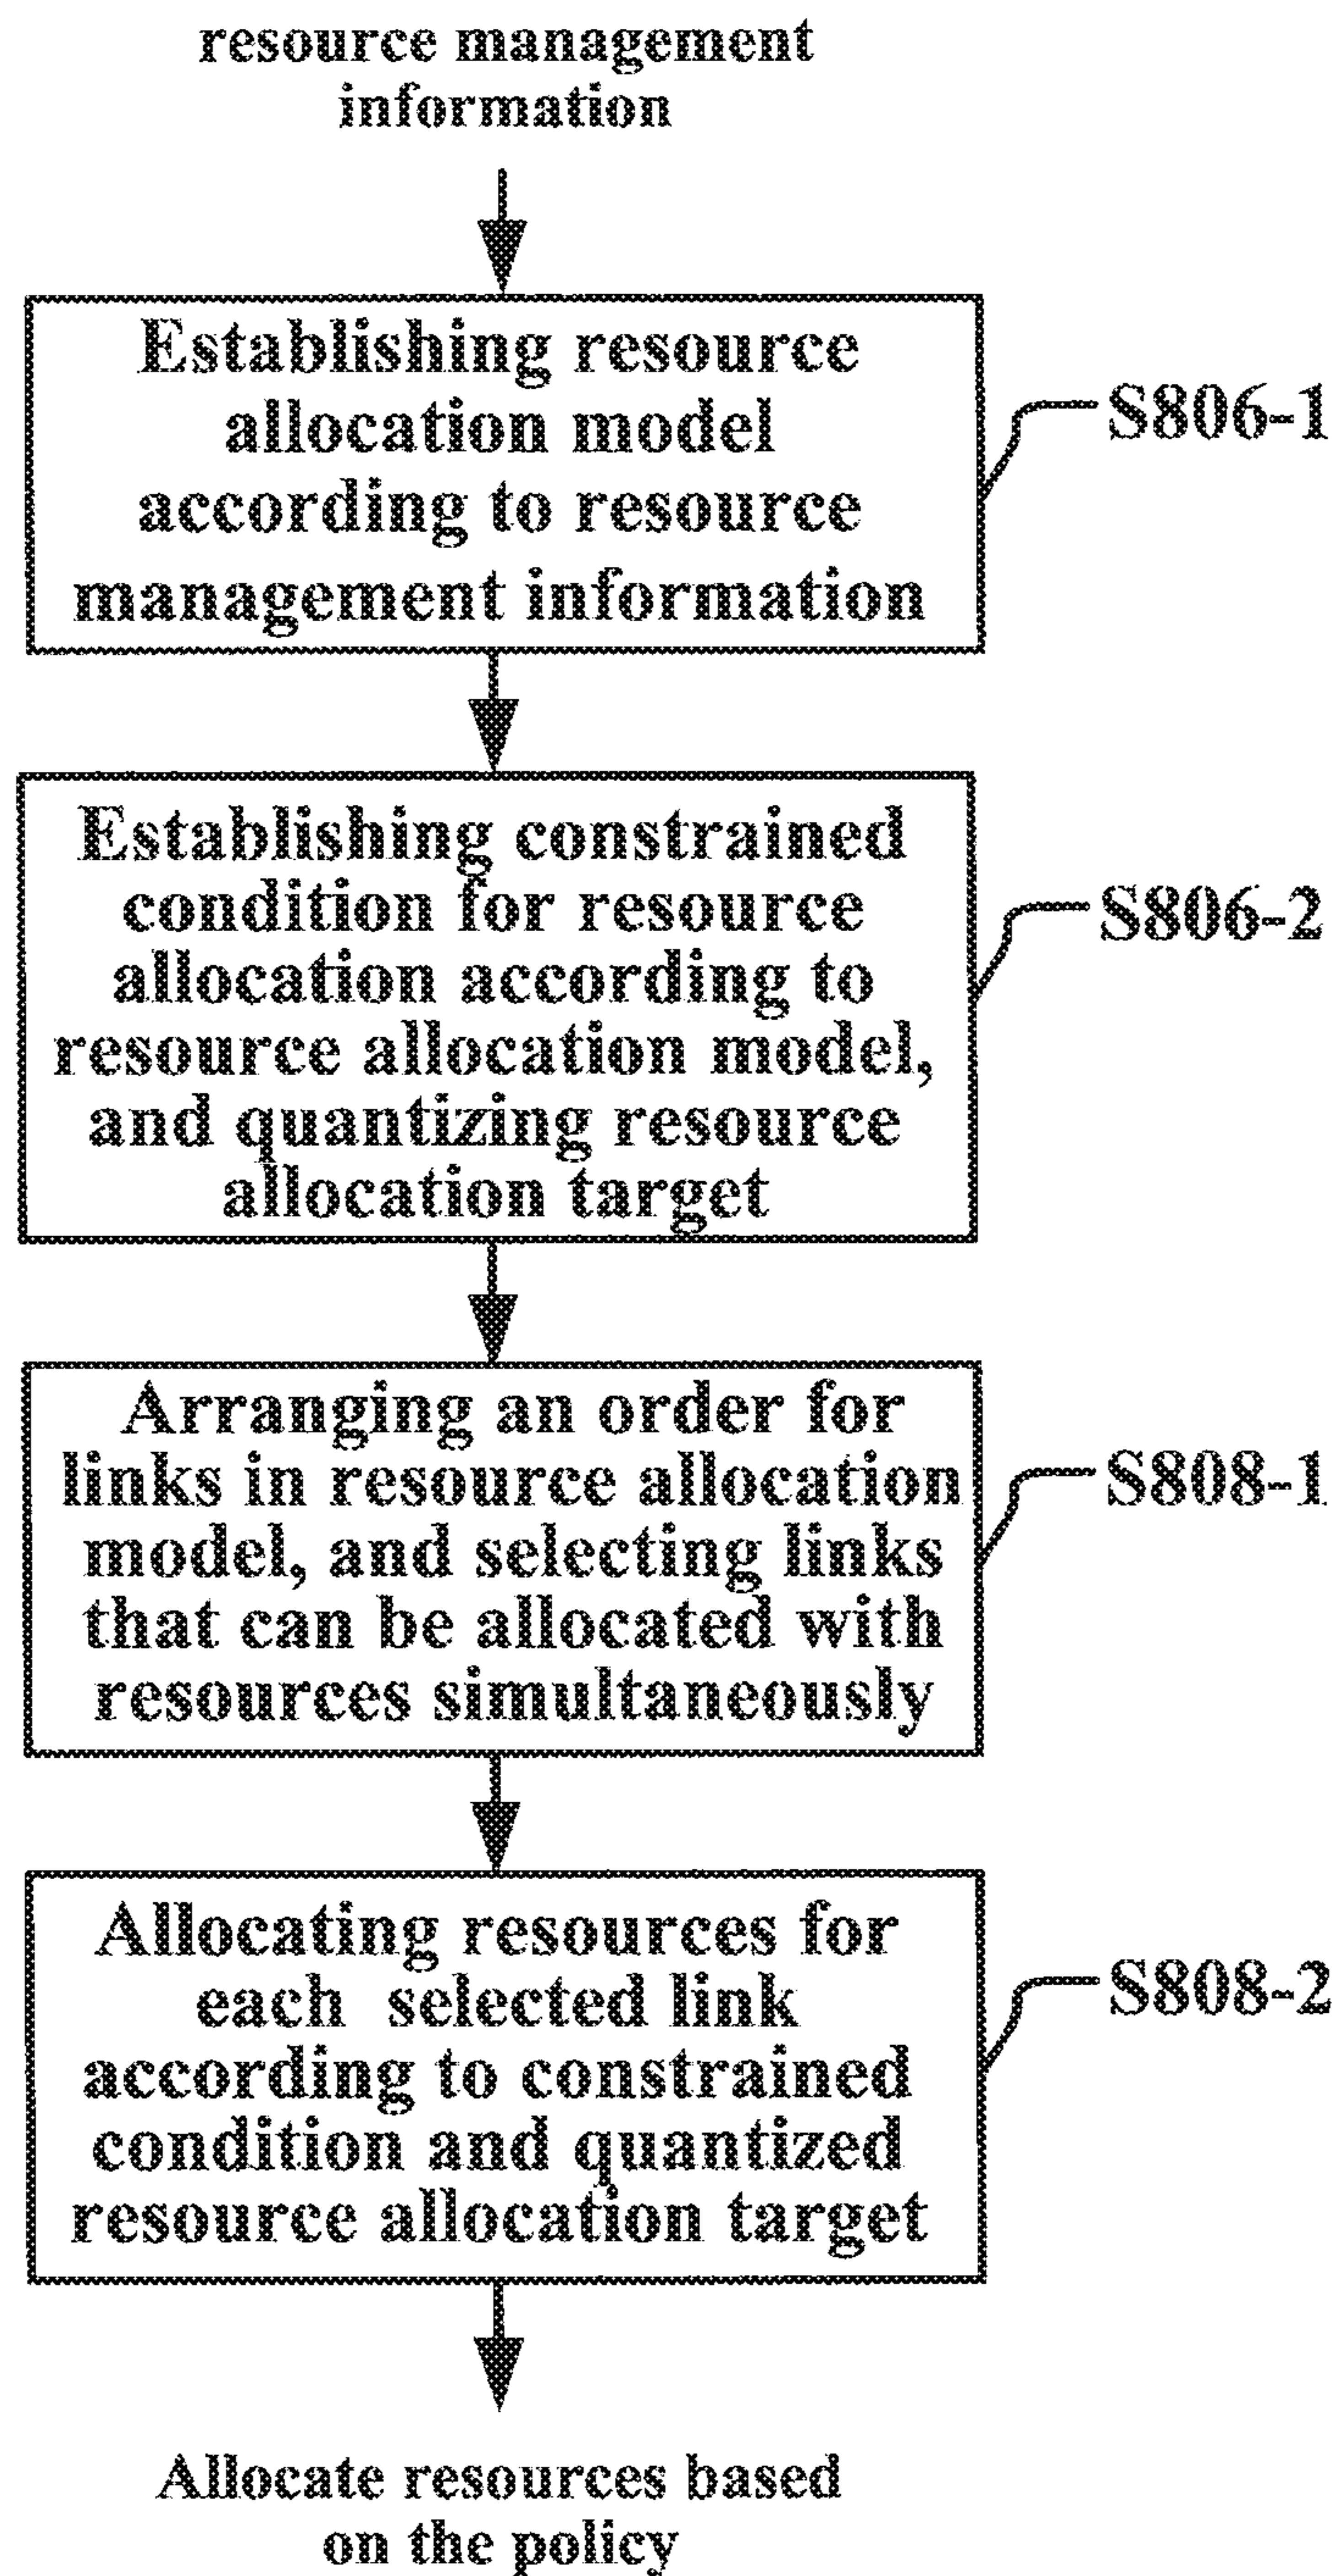 resource management
information
Establishing resource
allocation model
according to resource
management information
S806-1
Establishing constrained
condition for resource
allocation according to
resource allocation model,
and quantizing resource
allocation target
S806-2
Arranging an order for
links in resource allocation
model, and selecting links
that can be allocated with
resources simultaneously
S808-1
Allocating resources for
each selected link
according to constrained
condition and quantized
resource allocation target
S808-2
Allocate resources based
on the policy